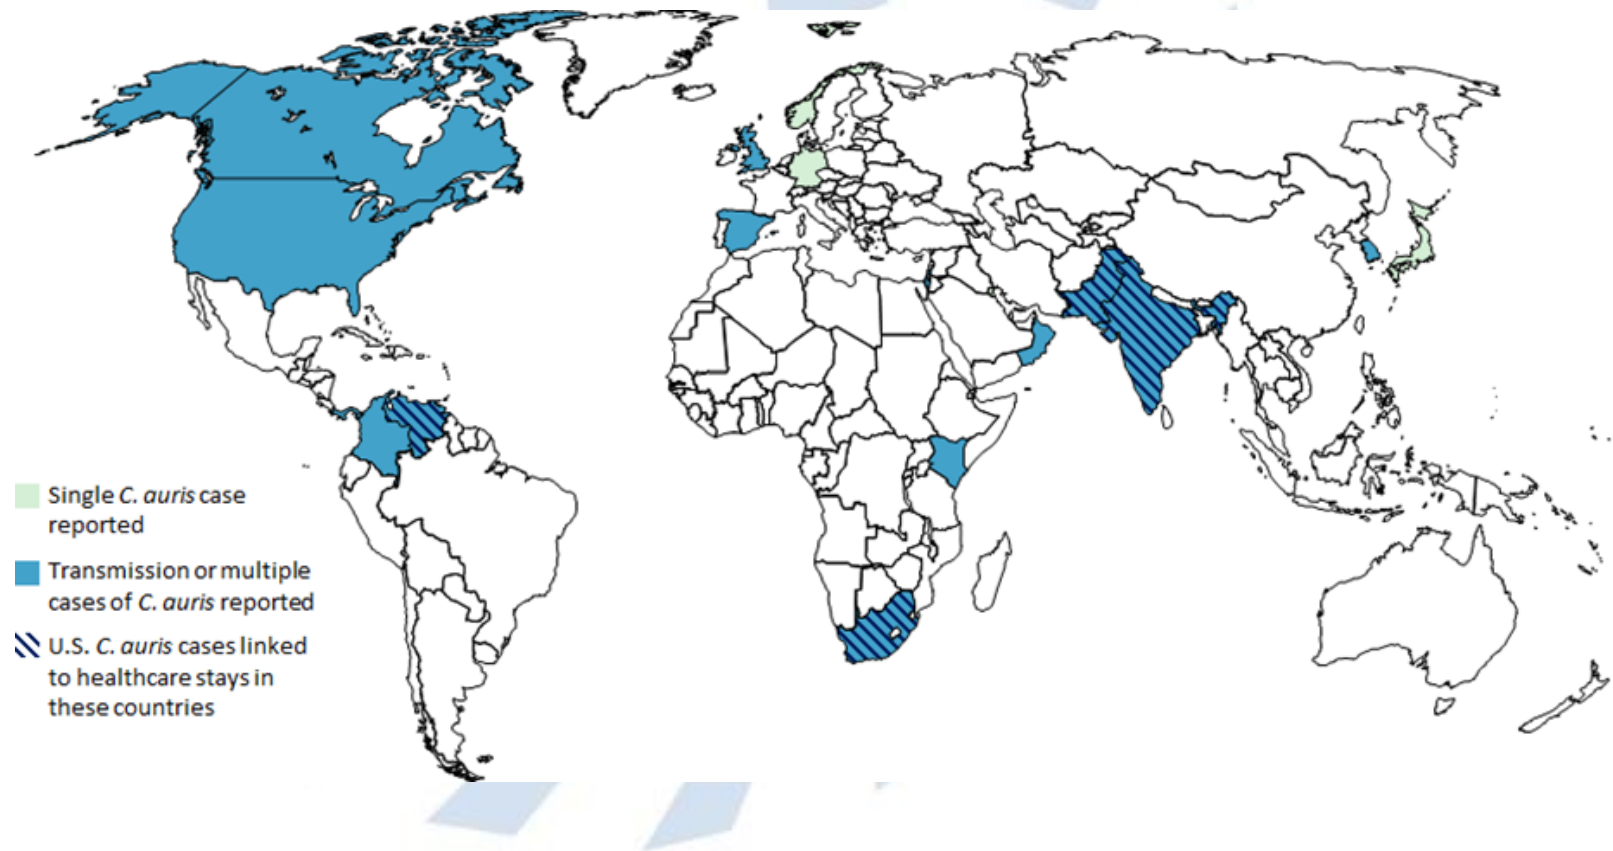 Single C. auris case
reported
Transmission or multiple
cases of C. auris reported
U.S. C. auris cases linked
to healthcare stays in
these countries